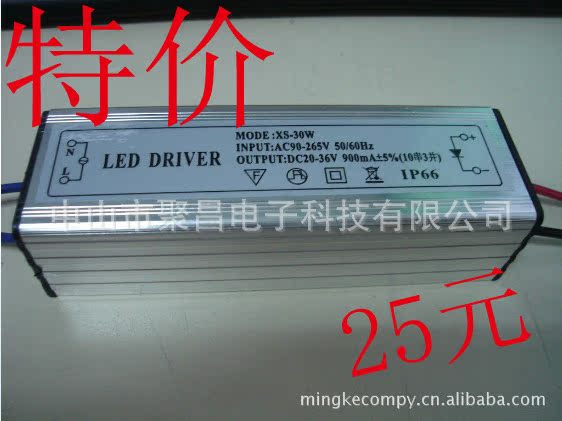 特价
MODE:XS-30W
INPUT:AC90-265V 50/60Hz
LED DRIVER
OUTPUT:DC20-36V 900mA±5%(10串3并)
N
L
F
+
-
IP66
中山市聚昌电子科技有限公司
25元
mingkecompy.cn.alibaba.com